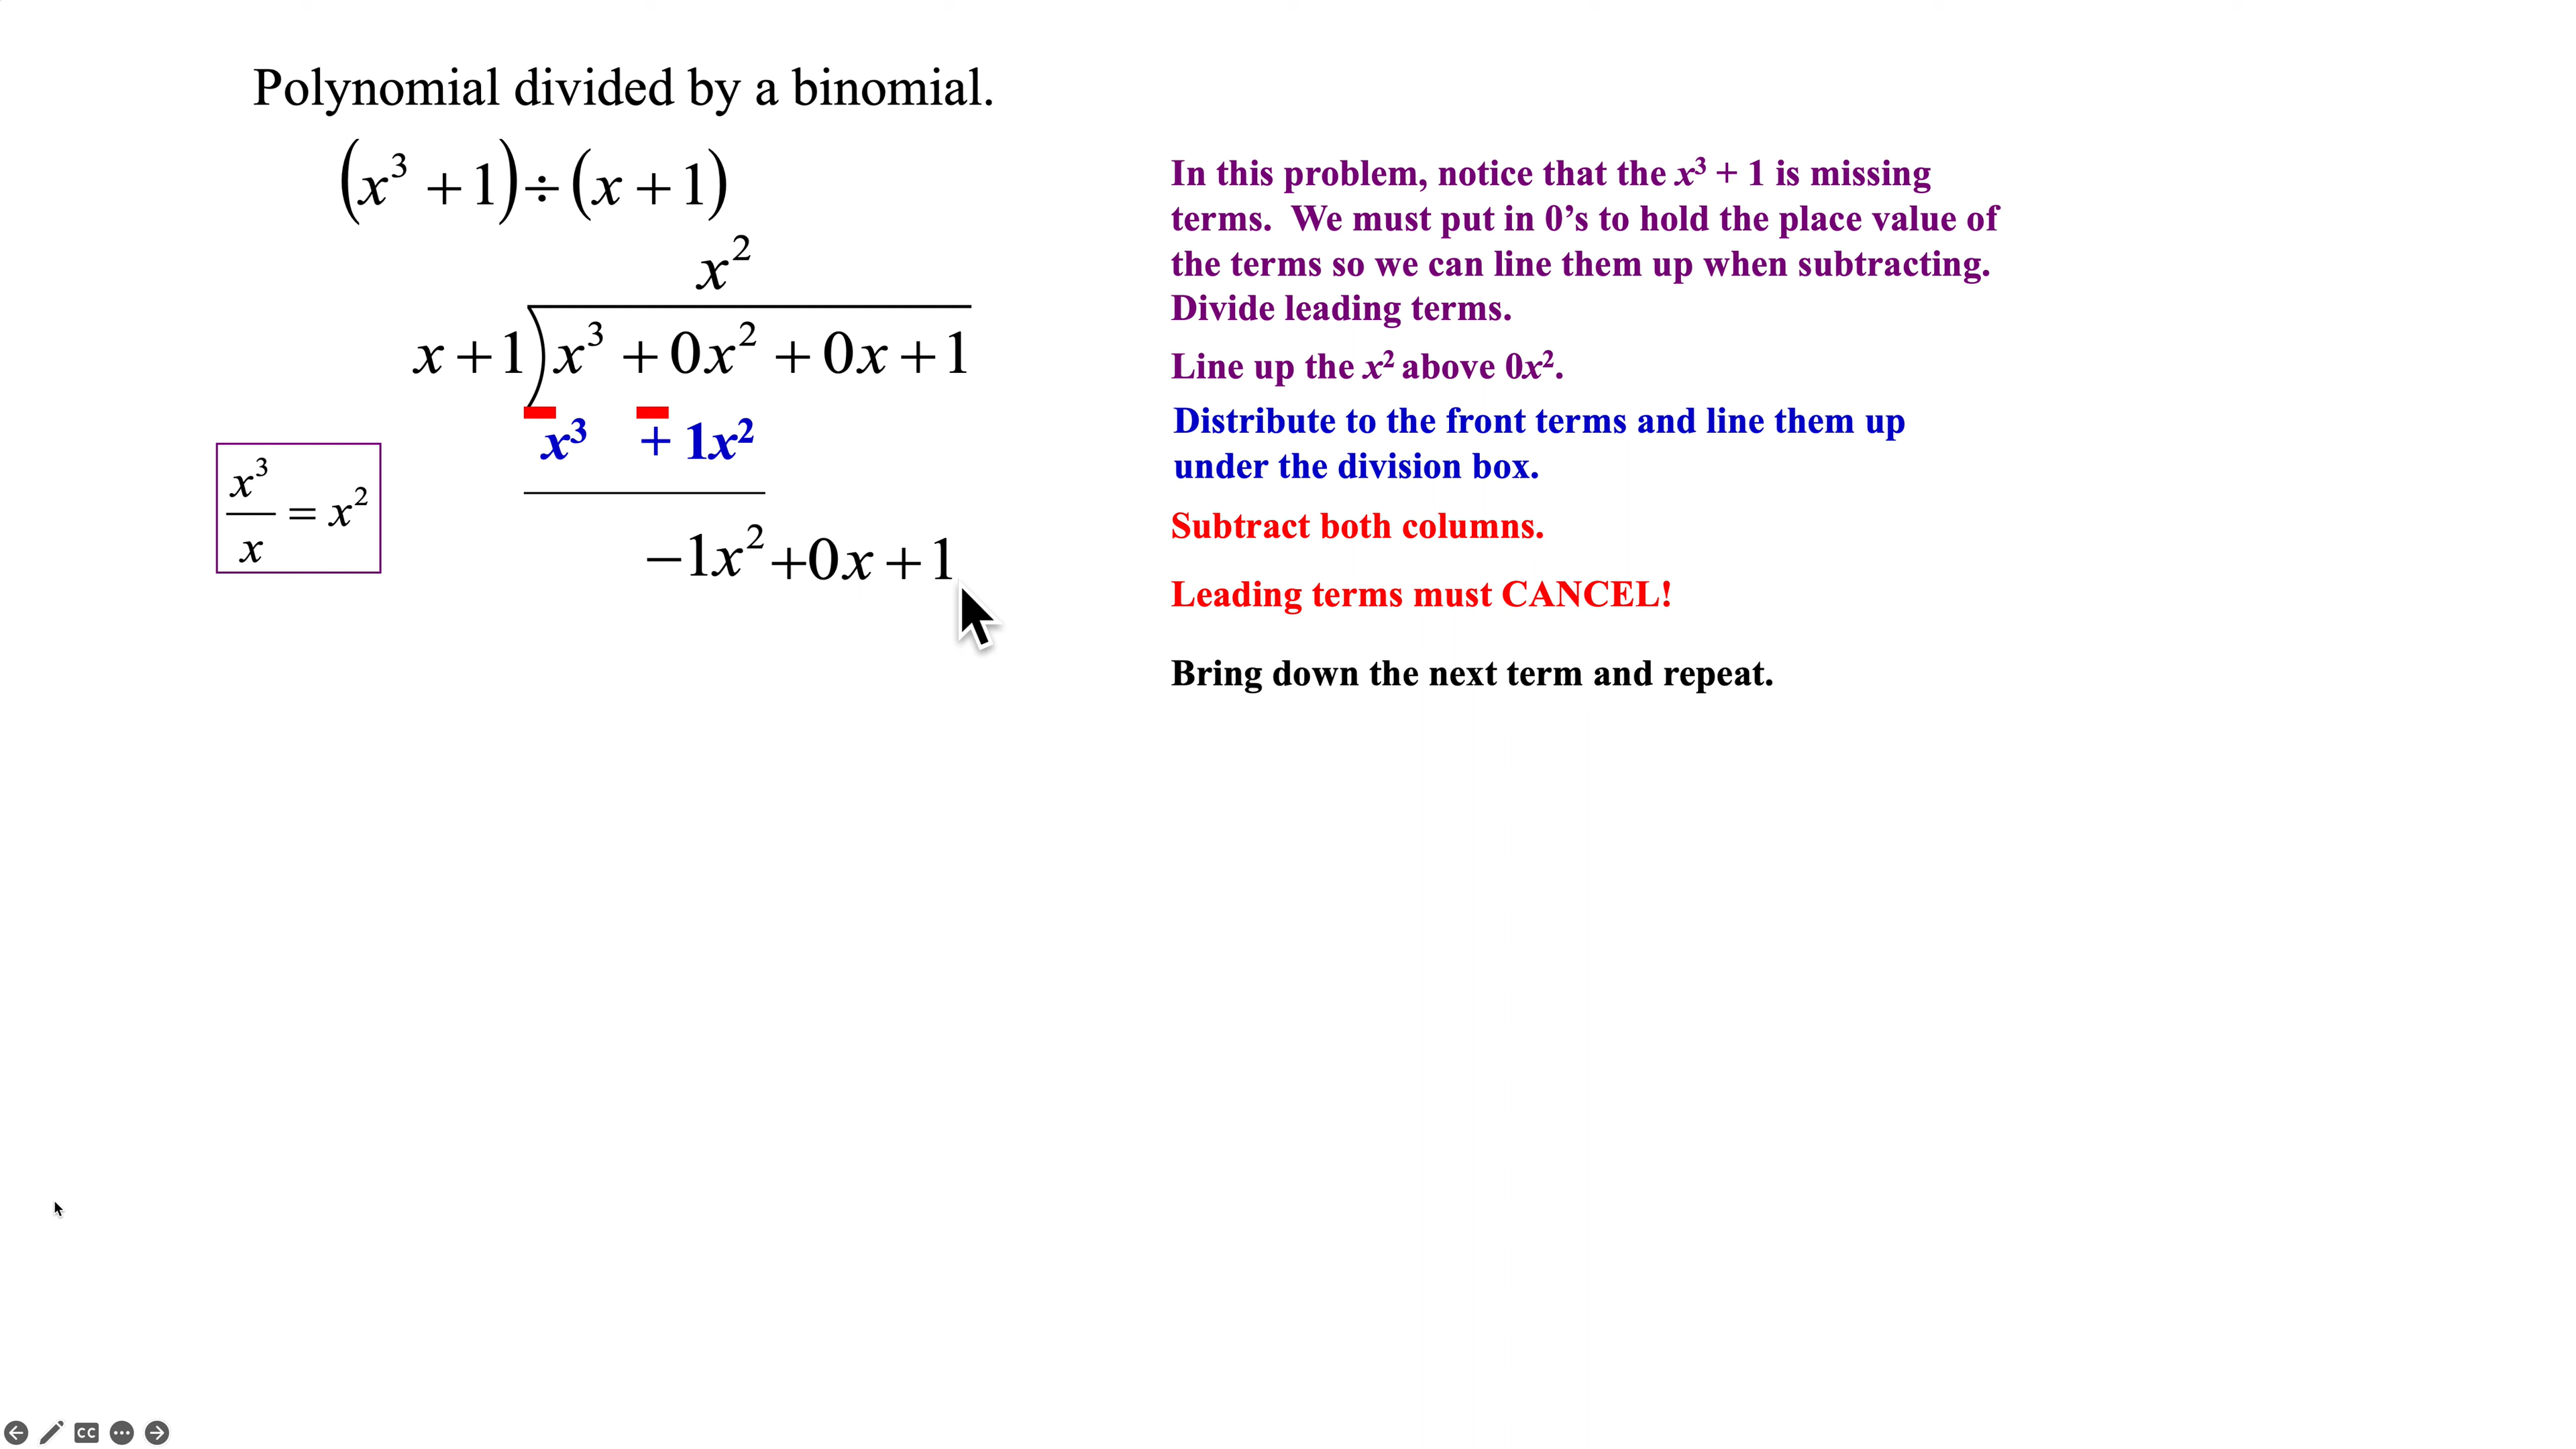 Polynomial divided by a binomial.
(x³ + 1) ÷ (x + 1)
x²
x + 1)x³ + 0x² + 0x + 1
x³ + 1x²
x³/x = x²
−1x² +0x + 1
In this problem, notice that the x³ + 1 is missing
terms. We must put in 0’s to hold the place value of
the terms so we can line them up when subtracting.
Divide leading terms.
Line up the x² above 0x².
Distribute to the front terms and line them up
under the division box.
Subtract both columns.
Leading terms must CANCEL!
Bring down the next term and repeat.
CC